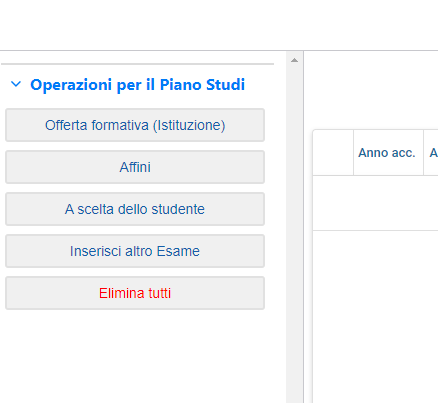 Operazioni per il Piano Studi
Offerta formativa (Istituzione)
Affini
A scelta dello studente
Inserisci altro Esame
Elimina tutti
Anno acc.
A